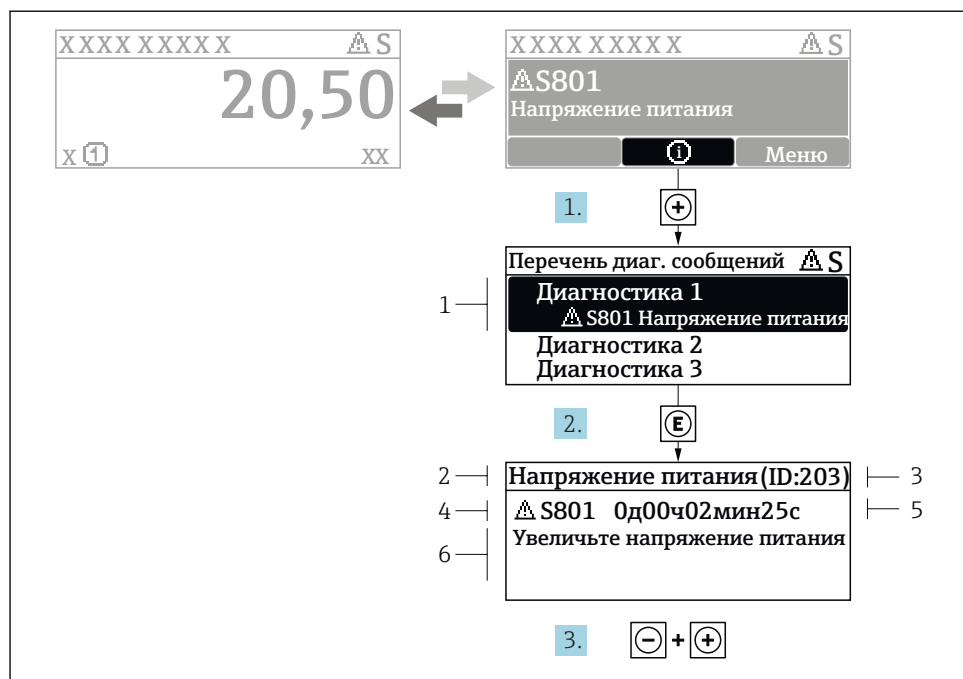 XXXX XXXXX ⚠ S
20,50
x 1 XX
XXXX XXXXX ⚠ S
⚠S801
Напряжение питания
i Меню
1. +
Перечень диаг. сообщений ⚠ S
1
Диагностика 1
⚠ S801 Напряжение питания
Диагностика 2
Диагностика 3
2. E
2 Напряжение питания (ID:203) 3
4 ⚠ S801 0д00ч02мин25с 5
6 Увеличьте напряжение питания
3. - + +